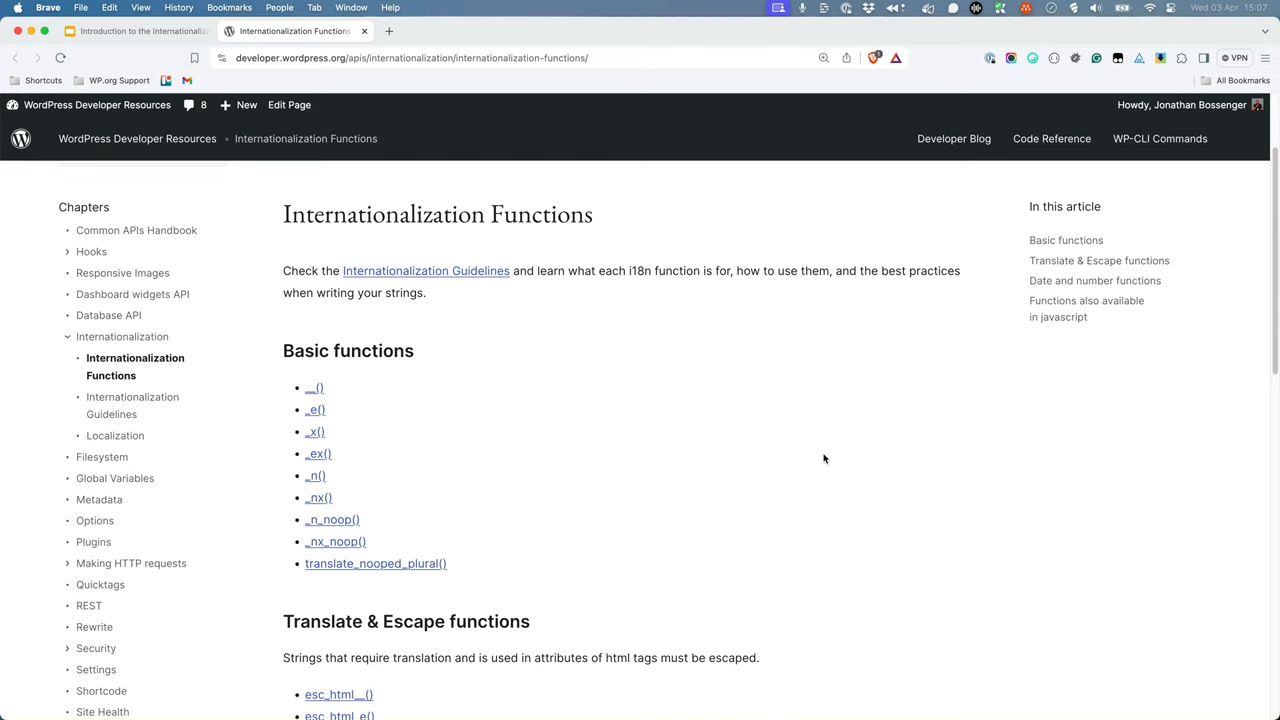 Brave File Edit View History Bookmarks People Tab Window Help
Wed 03 Apr 15:07
Introduction to the Internationaliz
Internationalization Functions
developer.wordpress.org/apis/internationalization/internationalization-functions/
1
VPN
Shortcuts
WP.org Support
All Bookmarks
WordPress Developer Resources 8 New Edit Page
Howdy, Jonathan Bossenger
WordPress Developer Resources • Internationalization Functions
Developer Blog Code Reference WP-CLI Commands
Chapters
Common APIs Handbook
Hooks
Responsive Images
Dashboard widgets API
Database API
Internationalization
Internationalization
Functions
Internationalization
Guidelines
Localization
Filesystem
Global Variables
Metadata
Options
Plugins
Making HTTP requests
Quicktags
REST
Rewrite
Security
Settings
Shortcode
Site Health
Internationalization Functions
Check the Internationalization Guidelines and learn what each i18n function is for, how to use them, and the best practices
when writing your strings.
Basic functions
• __()
• _e()
• _x()
• _ex()
• _n()
• _nx()
• _n_noop()
• _nx_noop()
• translate_nooped_plural()
Translate & Escape functions
Strings that require translation and is used in attributes of html tags must be escaped.
• esc_html__()
• esc_html_e()
In this article
Basic functions
Translate & Escape functions
Date and number functions
Functions also available
in javascript